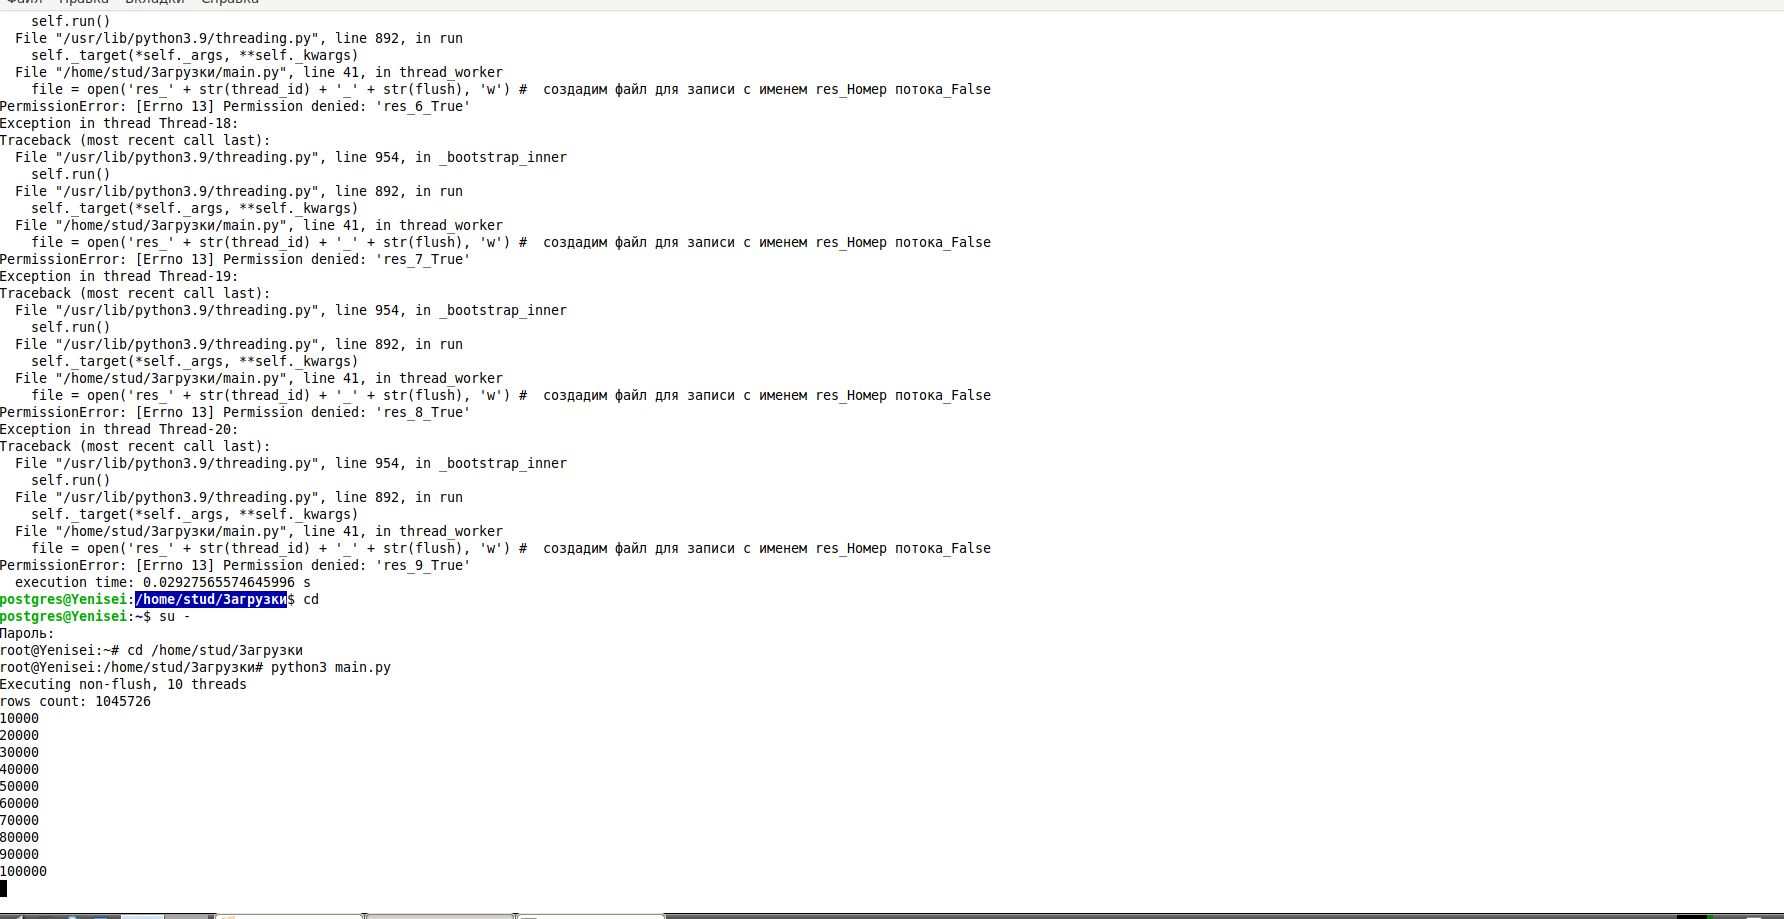 Файл Правка Вкладки Справка
    self.run()
  File "/usr/lib/python3.9/threading.py", line 892, in run
    self._target(*self._args, **self._kwargs)
  File "/home/stud/Загрузки/main.py", line 41, in thread_worker
    file = open('res_' + str(thread_id) + '_' + str(flush), 'w') #  создадим файл для записи с именем res_Номер потока_False
PermissionError: [Errno 13] Permission denied: 'res_6_True'
Exception in thread Thread-18:
Traceback (most recent call last):
  File "/usr/lib/python3.9/threading.py", line 954, in _bootstrap_inner
    self.run()
  File "/usr/lib/python3.9/threading.py", line 892, in run
    self._target(*self._args, **self._kwargs)
  File "/home/stud/Загрузки/main.py", line 41, in thread_worker
    file = open('res_' + str(thread_id) + '_' + str(flush), 'w') #  создадим файл для записи с именем res_Номер потока_False
PermissionError: [Errno 13] Permission denied: 'res_7_True'
Exception in thread Thread-19:
Traceback (most recent call last):
  File "/usr/lib/python3.9/threading.py", line 954, in _bootstrap_inner
    self.run()
  File "/usr/lib/python3.9/threading.py", line 892, in run
    self._target(*self._args, **self._kwargs)
  File "/home/stud/Загрузки/main.py", line 41, in thread_worker
    file = open('res_' + str(thread_id) + '_' + str(flush), 'w') #  создадим файл для записи с именем res_Номер потока_False
PermissionError: [Errno 13] Permission denied: 'res_8_True'
Exception in thread Thread-20:
Traceback (most recent call last):
  File "/usr/lib/python3.9/threading.py", line 954, in _bootstrap_inner
    self.run()
  File "/usr/lib/python3.9/threading.py", line 892, in run
    self._target(*self._args, **self._kwargs)
  File "/home/stud/Загрузки/main.py", line 41, in thread_worker
    file = open('res_' + str(thread_id) + '_' + str(flush), 'w') #  создадим файл для записи с именем res_Номер потока_False
PermissionError: [Errno 13] Permission denied: 'res_9_True'
  execution time: 0.02927565574645996 s
postgres@Yenisei:/home/stud/Загрузки$ cd
postgres@Yenisei:~$ su -
Пароль:
root@Yenisei:~# cd /home/stud/Загрузки
root@Yenisei:/home/stud/Загрузки# python3 main.py
Executing non-flush, 10 threads
rows count: 1045726
10000
20000
30000
40000
50000
60000
70000
80000
90000
100000